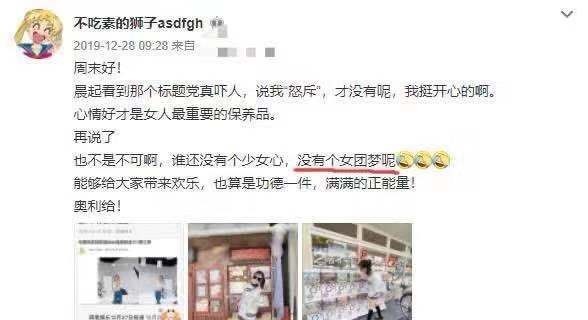 不吃素的狮子asdfgh
2019-12-28 09:28 来自
周末好！
晨起看到那个标题党真吓人，说我“怒斥”，才没有呢，我挺开心的啊。
心情好才是女人最重要的保养品。
再说了
也不是不可啊，谁还没有个少女心，没有个女团梦呢
能够给大家带来欢乐，也算是功德一件，满满的正能量！
奥利给！